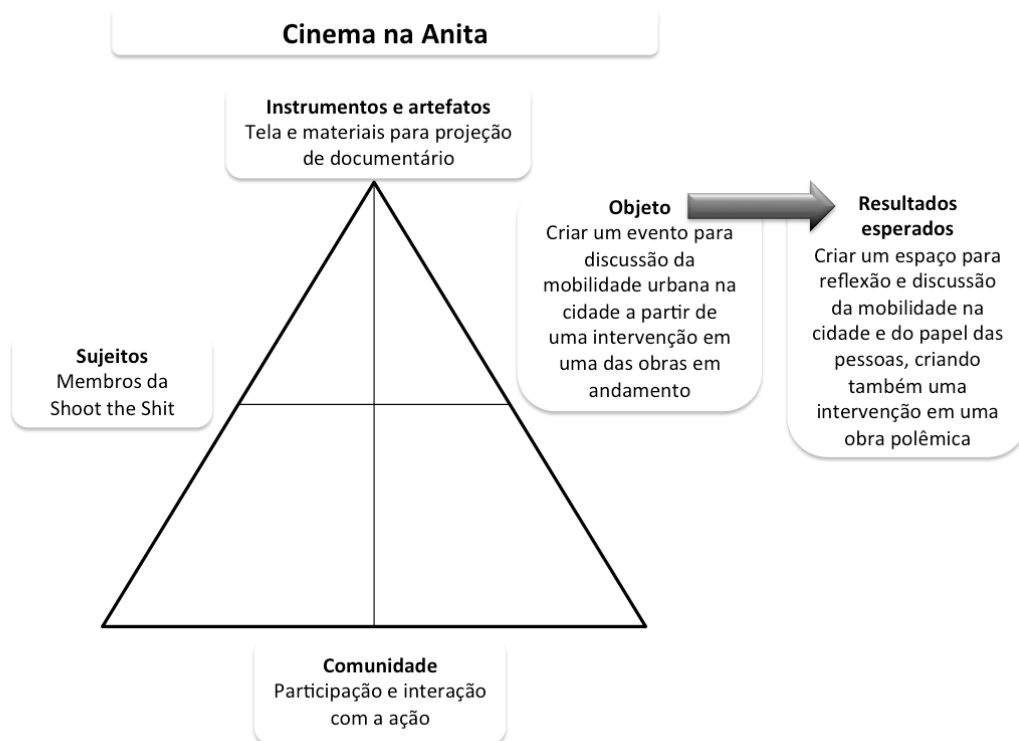 Cinema na Anita
Instrumentos e artefatos
Tela e materiais para projeção
de documentário
Objeto
Criar um evento para
discussão da
mobilidade urbana na
cidade a partir de
uma intervenção em
uma das obras em
andamento
Resultados
esperados
Criar um espaço para
reflexão e discussão
da mobilidade na
cidade e do papel das
pessoas, criando
também uma
intervenção em uma
obra polêmica
Sujeitos
Membros da
Shoot the Shit
Comunidade
Participação e interação
com a ação